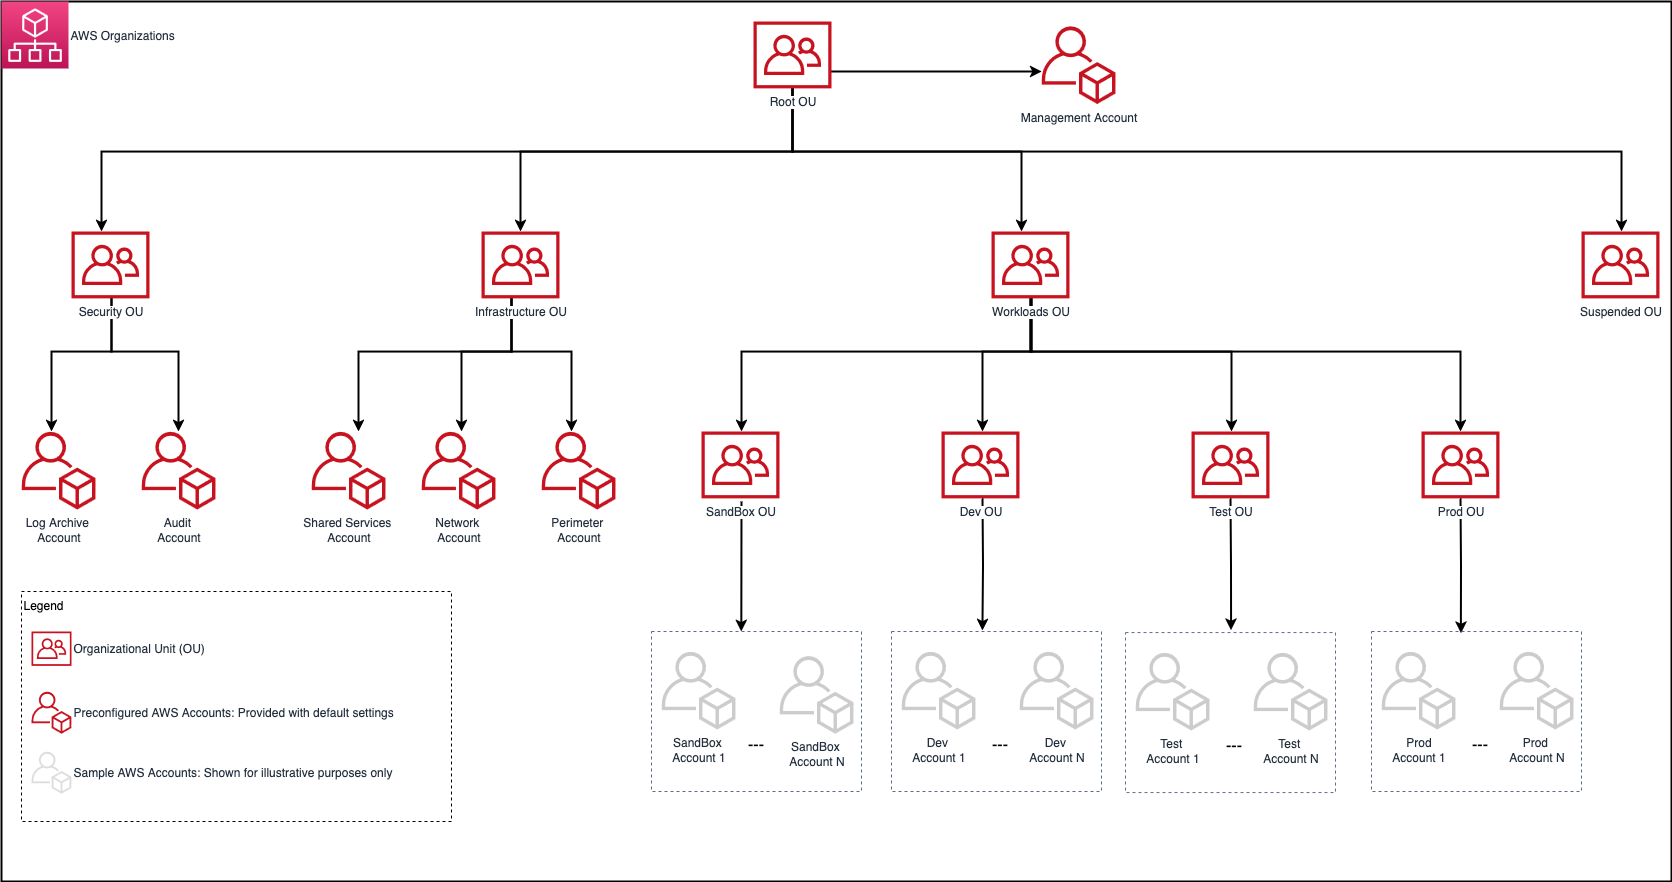 AWS Organizations
Root OU
Management Account
Security OU
Infrastructure OU
Workloads OU
Suspended OU
Log Archive
Account
Audit
Account
Shared Services
Account
Network
Account
Perimeter
Account
SandBox OU
Dev OU
Test OU
Prod OU
SandBox
Account 1
---
SandBox
Account N
Dev
Account 1
---
Dev
Account N
Test
Account 1
---
Test
Account N
Prod
Account 1
---
Prod
Account N
Legend
Organizational Unit (OU)
Preconfigured AWS Accounts: Provided with default settings
Sample AWS Accounts: Shown for illustrative purposes only